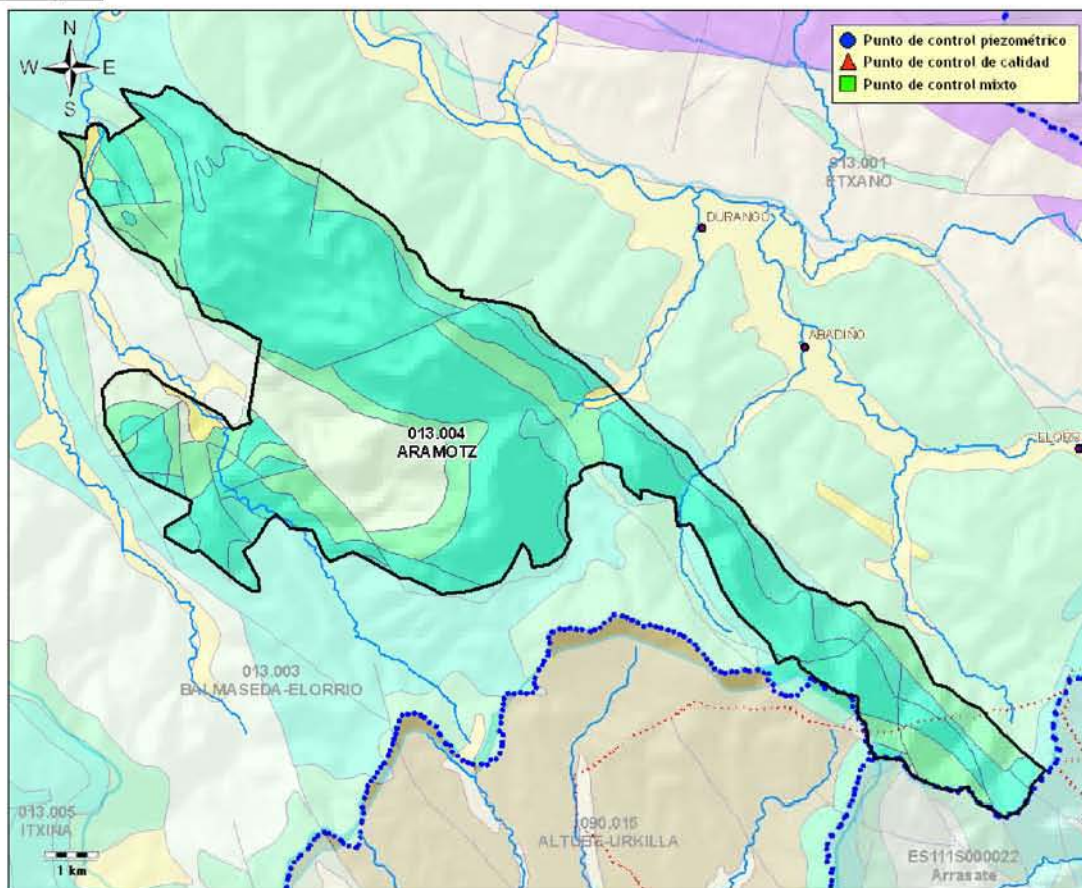 N
W E
S
Punto de control piezométrico
Punto de control de calidad
Punto de control mixto
013.001
ETXANO
DURANGO
ABADIÑO
013.004
ARAMOTZ
013.003
BALMASEDA-ELORRIO
013.005
ITXINA
090.015
ALTUBE-URKILLA
ES111S000022
Arrasate
1 km